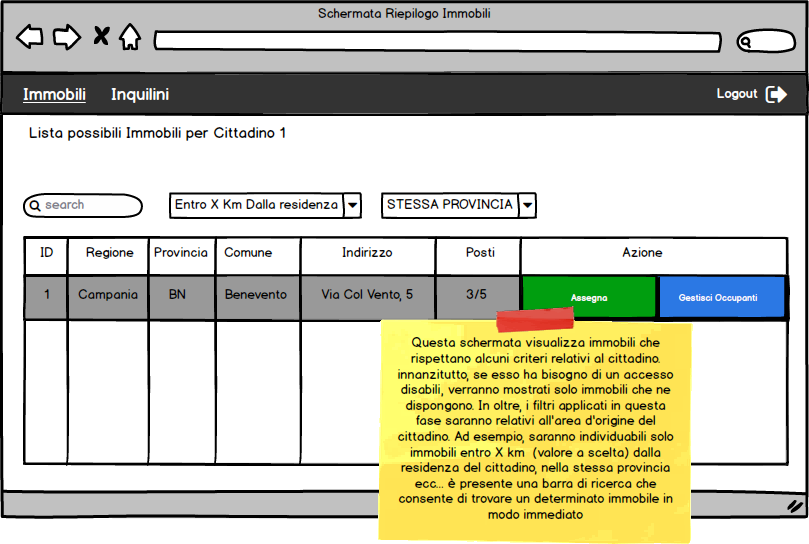 Schermata Riepilogo Immobili
Immobili Inquilini Logout
Lista possibili Immobili per Cittadino 1
search Entro X Km Dalla residenza STESSA PROVINCIA
ID Regione Provincia Comune Indirizzo Posti Azione
1 Campania BN Benevento Via Col Vento, 5 3/5 Assegna Gestisci Occupanti
Questa schermata visualizza immobili che
rispettano alcuni criteri relativi al cittadino.
innanzitutto, se esso ha bisogno di un accesso
disabili, verranno mostrati solo immobili che ne
dispongono. In oltre, i filtri applicati in questa
fase saranno relativi all'area d'origine del
cittadino. Ad esempio, saranno individuabili solo
immobili entro X km (valore a scelta) dalla
residenza del cittadino, nella stessa provincia
ecc... è presente una barra di ricerca che
consente di trovare un determinato immobile in
modo immediato